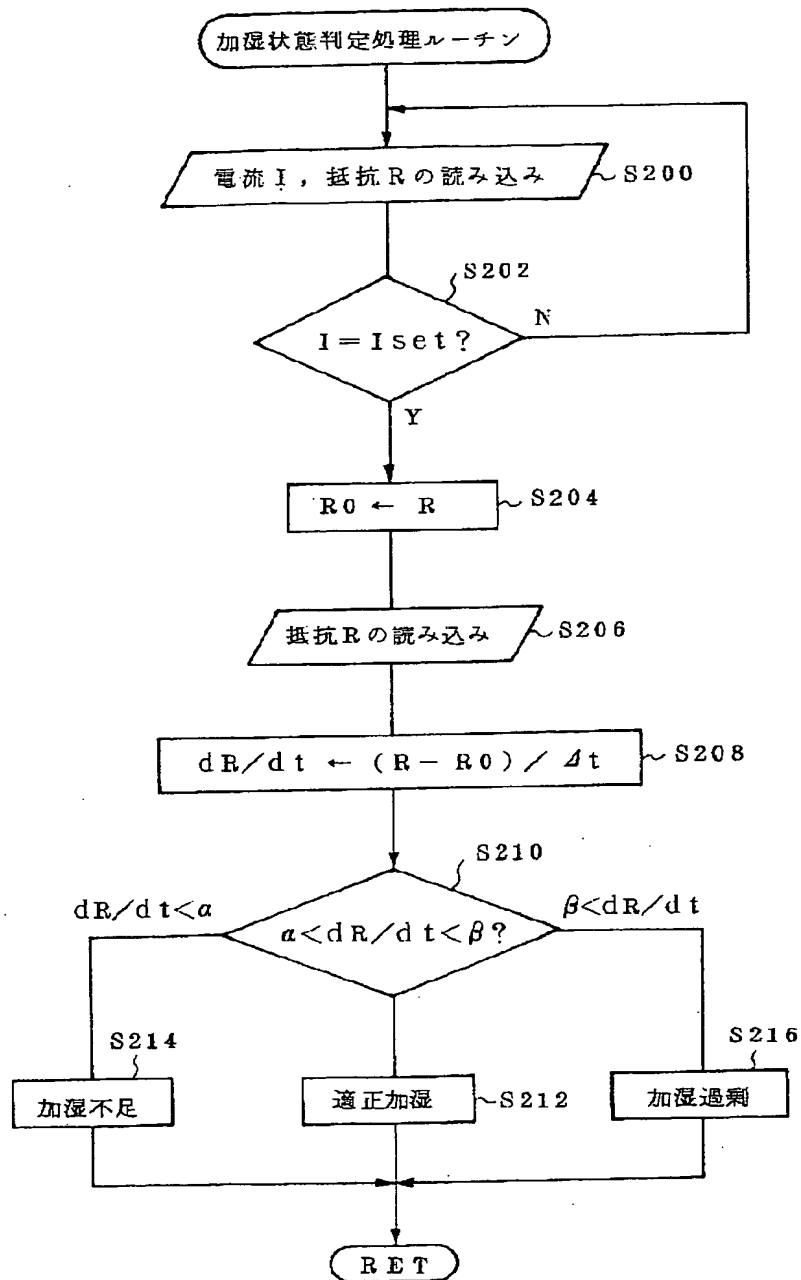 加湿状態判定処理ルーチン
電流I，抵抗Rの読み込み
S200
S202
I＝Iset？
N
Y
R0 ← R
S204
抵抗Rの読み込み
S206
dR/dt ← (R－R0)/Δt
S208
S210
dR/dt<α
α<dR/dt<β?
β<dR/dt
S214
S216
加湿不足
適正加湿
S212
加湿過剰
RET